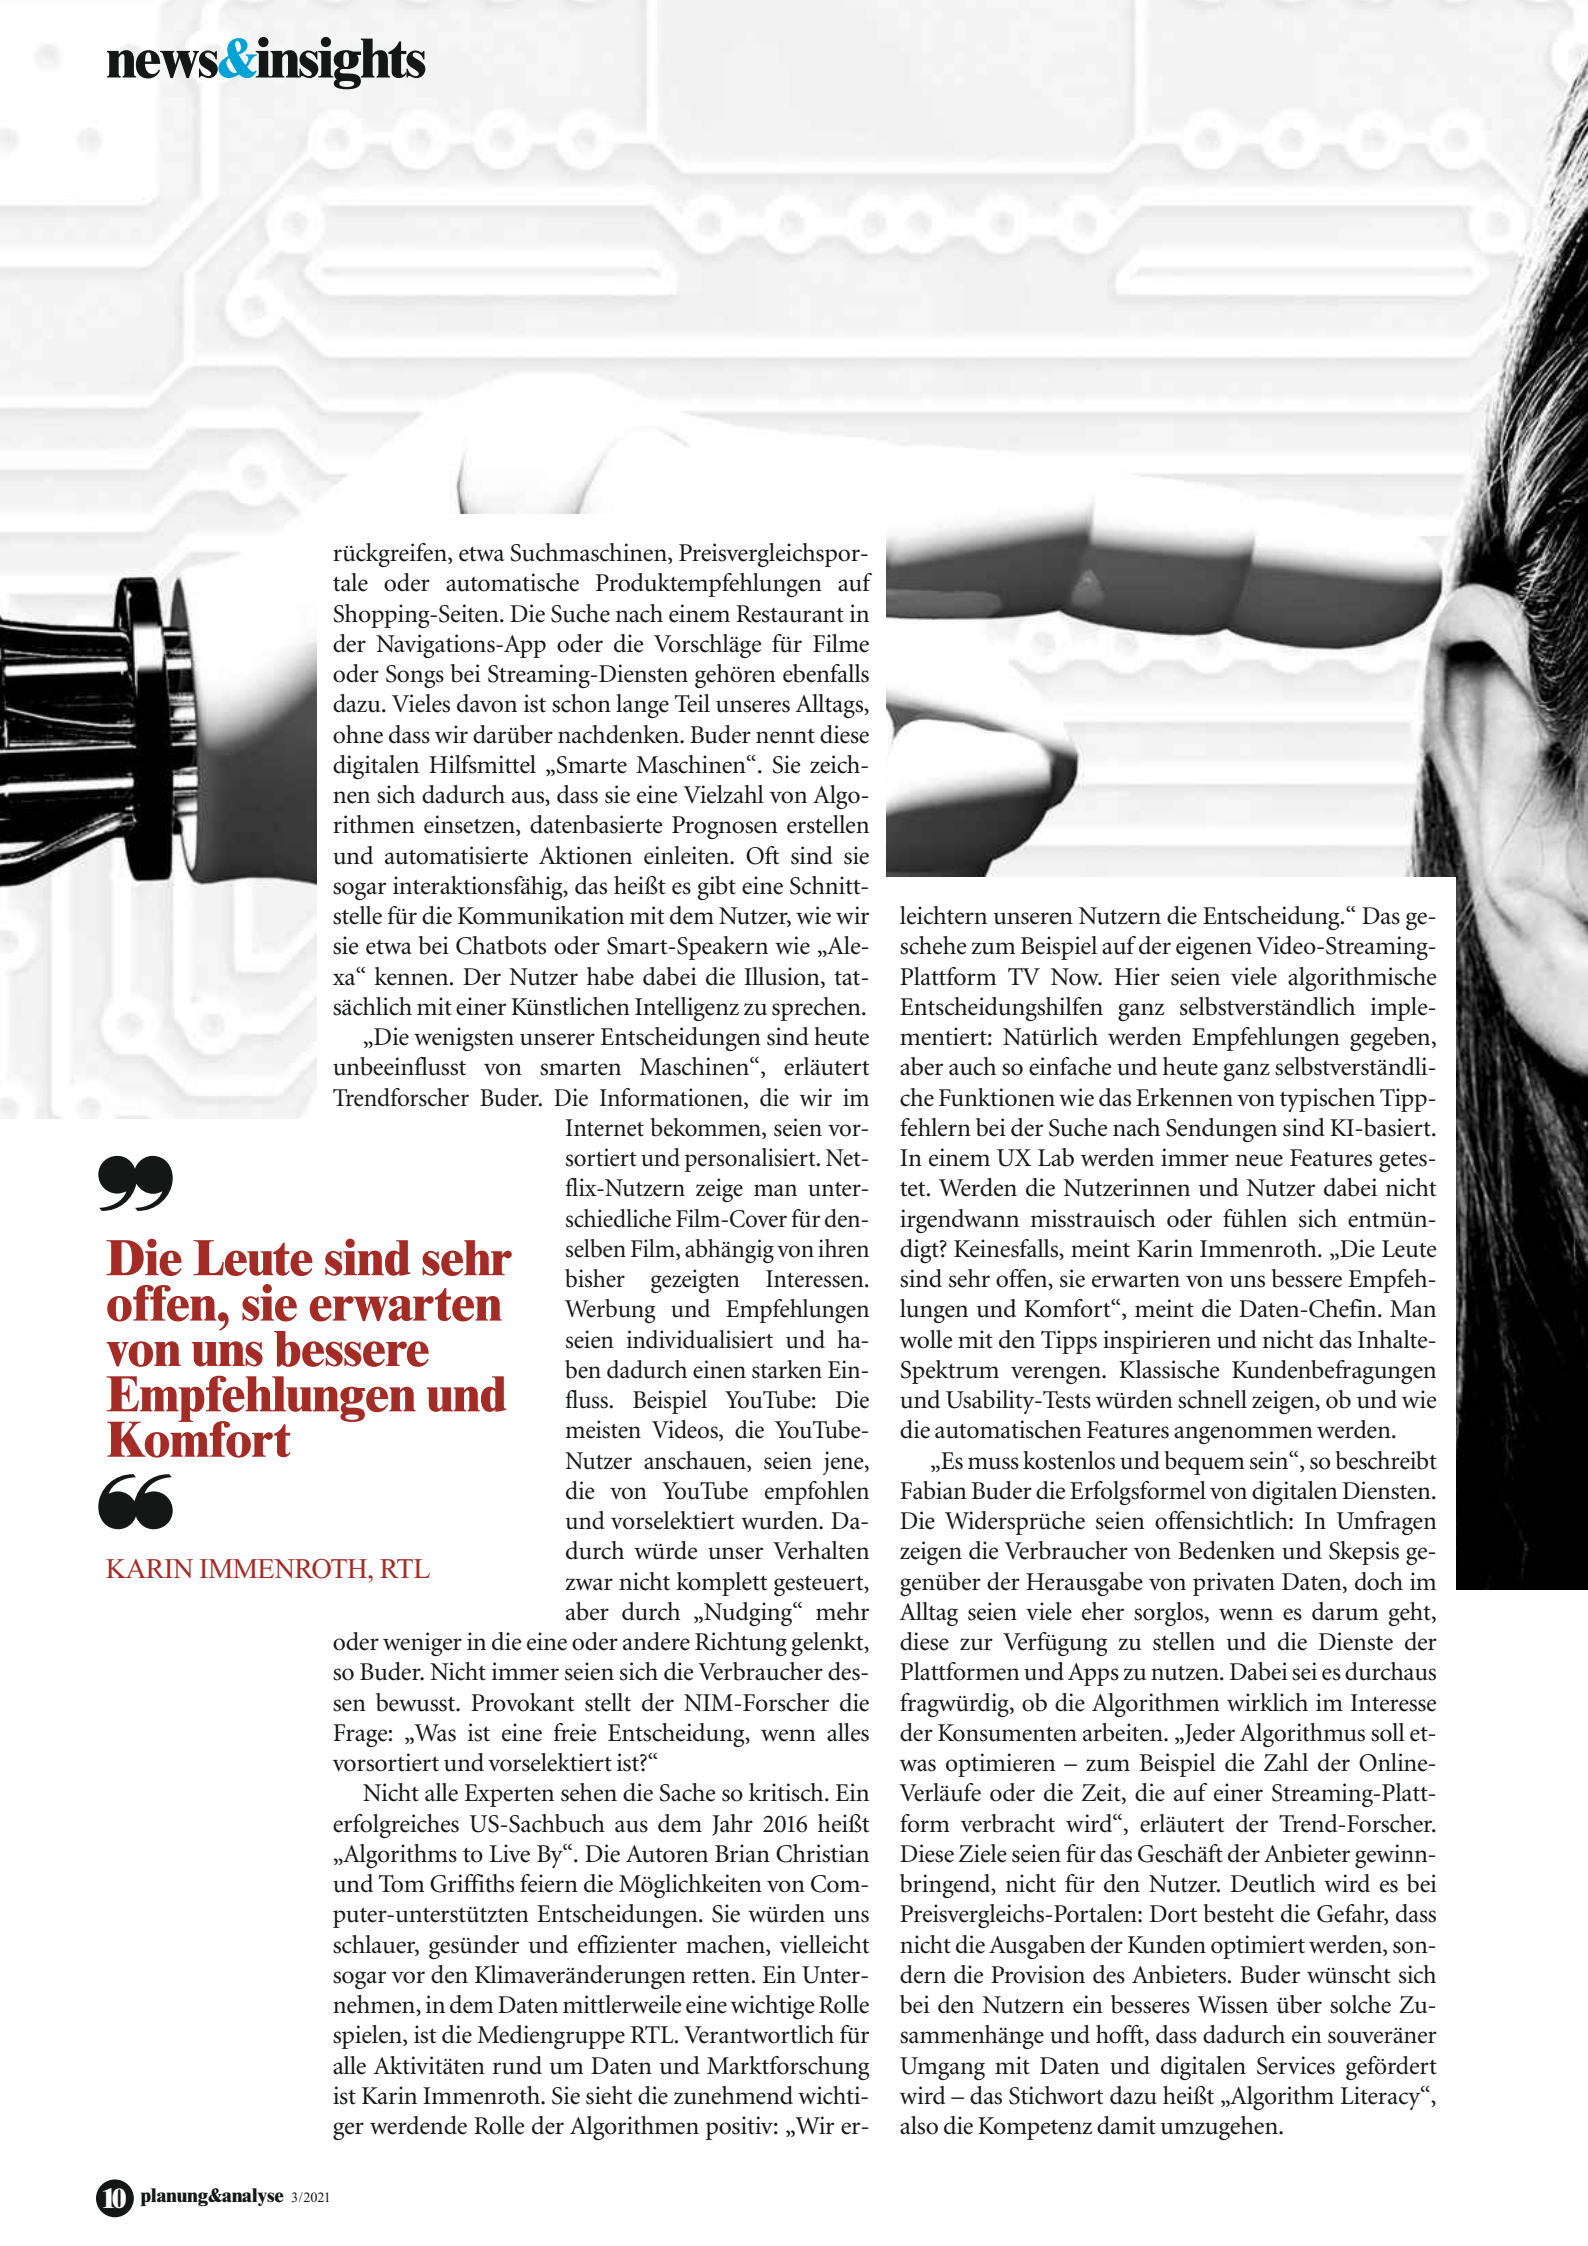 news&insights
rückgreifen, etwa Suchmaschinen, Preisvergleichspor-
tale oder automatische Produktempfehlungen auf
Shopping-Seiten. Die Suche nach einem Restaurant in
der Navigations-App oder die Vorschläge für Filme
oder Songs bei Streaming-Diensten gehören ebenfalls
dazu. Vieles davon ist schon lange Teil unseres Alltags,
ohne dass wir darüber nachdenken. Buder nennt diese
digitalen Hilfsmittel „Smarte Maschinen“. Sie zeich-
nen sich dadurch aus, dass sie eine Vielzahl von Algo-
rithmen einsetzen, datenbasierte Prognosen erstellen
und automatisierte Aktionen einleiten. Oft sind sie
sogar interaktionsfähig, das heißt es gibt eine Schnitt-
stelle für die Kommunikation mit dem Nutzer, wie wir
sie etwa bei Chatbots oder Smart-Speakern wie „Ale-
xa“ kennen. Der Nutzer habe dabei die Illusion, tat-
sächlich mit einer Künstlichen Intelligenz zu sprechen.
„Die wenigsten unserer Entscheidungen sind heute
unbeeinflusst von smarten Maschinen“, erläutert
Trendforscher Buder. Die Informationen, die wir im
Internet bekommen, seien vor-
sortiert und personalisiert. Net-
flix-Nutzern zeige man unter-
schiedliche Film-Cover für den-
selben Film, abhängig von ihren
bisher gezeigten Interessen.
Werbung und Empfehlungen
seien individualisiert und ha-
ben dadurch einen starken Ein-
fluss. Beispiel YouTube: Die
meisten Videos, die YouTube-
Nutzer anschauen, seien jene,
die von YouTube empfohlen
und vorselektiert wurden. Da-
durch würde unser Verhalten
zwar nicht komplett gesteuert,
aber durch „Nudging“ mehr
oder weniger in die eine oder andere Richtung gelenkt,
so Buder. Nicht immer seien sich die Verbraucher des-
sen bewusst. Provokant stellt der NIM-Forscher die
Frage: „Was ist eine freie Entscheidung, wenn alles
vorsortiert und vorselektiert ist?“
Nicht alle Experten sehen die Sache so kritisch. Ein
erfolgreiches US-Sachbuch aus dem Jahr 2016 heißt
„Algorithms to Live By“. Die Autoren Brian Christian
und Tom Griffiths feiern die Möglichkeiten von Com-
puter-unterstützten Entscheidungen. Sie würden uns
schlauer, gesünder und effizienter machen, vielleicht
sogar vor den Klimaveränderungen retten. Ein Unter-
nehmen, in dem Daten mittlerweile eine wichtige Rolle
spielen, ist die Mediengruppe RTL. Verantwortlich für
alle Aktivitäten rund um Daten und Marktforschung
ist Karin Immenroth. Sie sieht die zunehmend wichti-
ger werdende Rolle der Algorithmen positiv: „Wir er-
”
Die Leute sind sehr
offen, sie erwarten
von uns bessere
Empfehlungen und
Komfort
“
KARIN IMMENROTH, RTL
leichtern unseren Nutzern die Entscheidung.“ Das ge-
schehe zum Beispiel auf der eigenen Video-Streaming-
Plattform TV Now. Hier seien viele algorithmische
Entscheidungshilfen ganz selbstverständlich imple-
mentiert: Natürlich werden Empfehlungen gegeben,
aber auch so einfache und heute ganz selbstverständli-
che Funktionen wie das Erkennen von typischen Tipp-
fehlern bei der Suche nach Sendungen sind KI-basiert.
In einem UX Lab werden immer neue Features getes-
tet. Werden die Nutzerinnen und Nutzer dabei nicht
irgendwann misstrauisch oder fühlen sich entmün-
digt? Keinesfalls, meint Karin Immenroth. „Die Leute
sind sehr offen, sie erwarten von uns bessere Empfeh-
lungen und Komfort“, meint die Daten-Chefin. Man
wolle mit den Tipps inspirieren und nicht das Inhalte-
Spektrum verengen. Klassische Kundenbefragungen
und Usability-Tests würden schnell zeigen, ob und wie
die automatischen Features angenommen werden.
„Es muss kostenlos und bequem sein“, so beschreibt
Fabian Buder die Erfolgsformel von digitalen Diensten.
Die Widersprüche seien offensichtlich: In Umfragen
zeigen die Verbraucher von Bedenken und Skepsis ge-
genüber der Herausgabe von privaten Daten, doch im
Alltag seien viele eher sorglos, wenn es darum geht,
diese zur Verfügung zu stellen und die Dienste der
Plattformen und Apps zu nutzen. Dabei sei es durchaus
fragwürdig, ob die Algorithmen wirklich im Interesse
der Konsumenten arbeiten. „Jeder Algorithmus soll et-
was optimieren – zum Beispiel die Zahl der Online-
Verläufe oder die Zeit, die auf einer Streaming-Platt-
form verbracht wird“, erläutert der Trend-Forscher.
Diese Ziele seien für das Geschäft der Anbieter gewinn-
bringend, nicht für den Nutzer. Deutlich wird es bei
Preisvergleichs-Portalen: Dort besteht die Gefahr, dass
nicht die Ausgaben der Kunden optimiert werden, son-
dern die Provision des Anbieters. Buder wünscht sich
bei den Nutzern ein besseres Wissen über solche Zu-
sammenhänge und hofft, dass dadurch ein souveräner
Umgang mit Daten und digitalen Services gefördert
wird – das Stichwort dazu heißt „Algorithm Literacy“,
also die Kompetenz damit umzugehen.
10 planung&analyse 3/2021